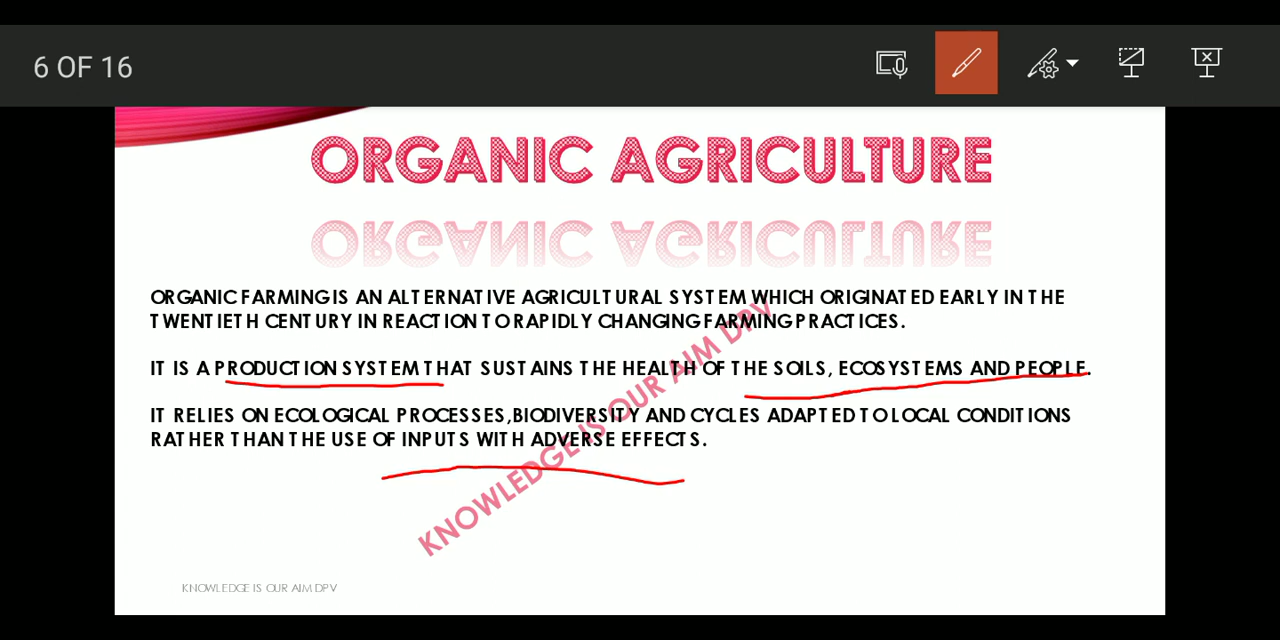 6 OF 16
ORGANIC AGRICULTURE
ORGANIC FARMING IS AN ALTERNATIVE AGRICULTURAL SYSTEM WHICH ORIGINATED EARLY IN THE
TWENTIETH CENTURY IN REACTION TO RAPIDLY CHANGING FARMING PRACTICES.
IT IS A PRODUCTION SYSTEM THAT SUSTAINS THE HEALTH OF THE SOILS, ECOSYSTEMS AND PEOPLE.
IT RELIES ON ECOLOGICAL PROCESSES,BIODIVERSITY AND CYCLES ADAPTED TO LOCAL CONDITIONS
RATHER THAN THE USE OF INPUTS WITH ADVERSE EFFECTS.
KNOWLEDGE IS OUR AIM DPV
KNOWLEDGE IS OUR AIM DPV